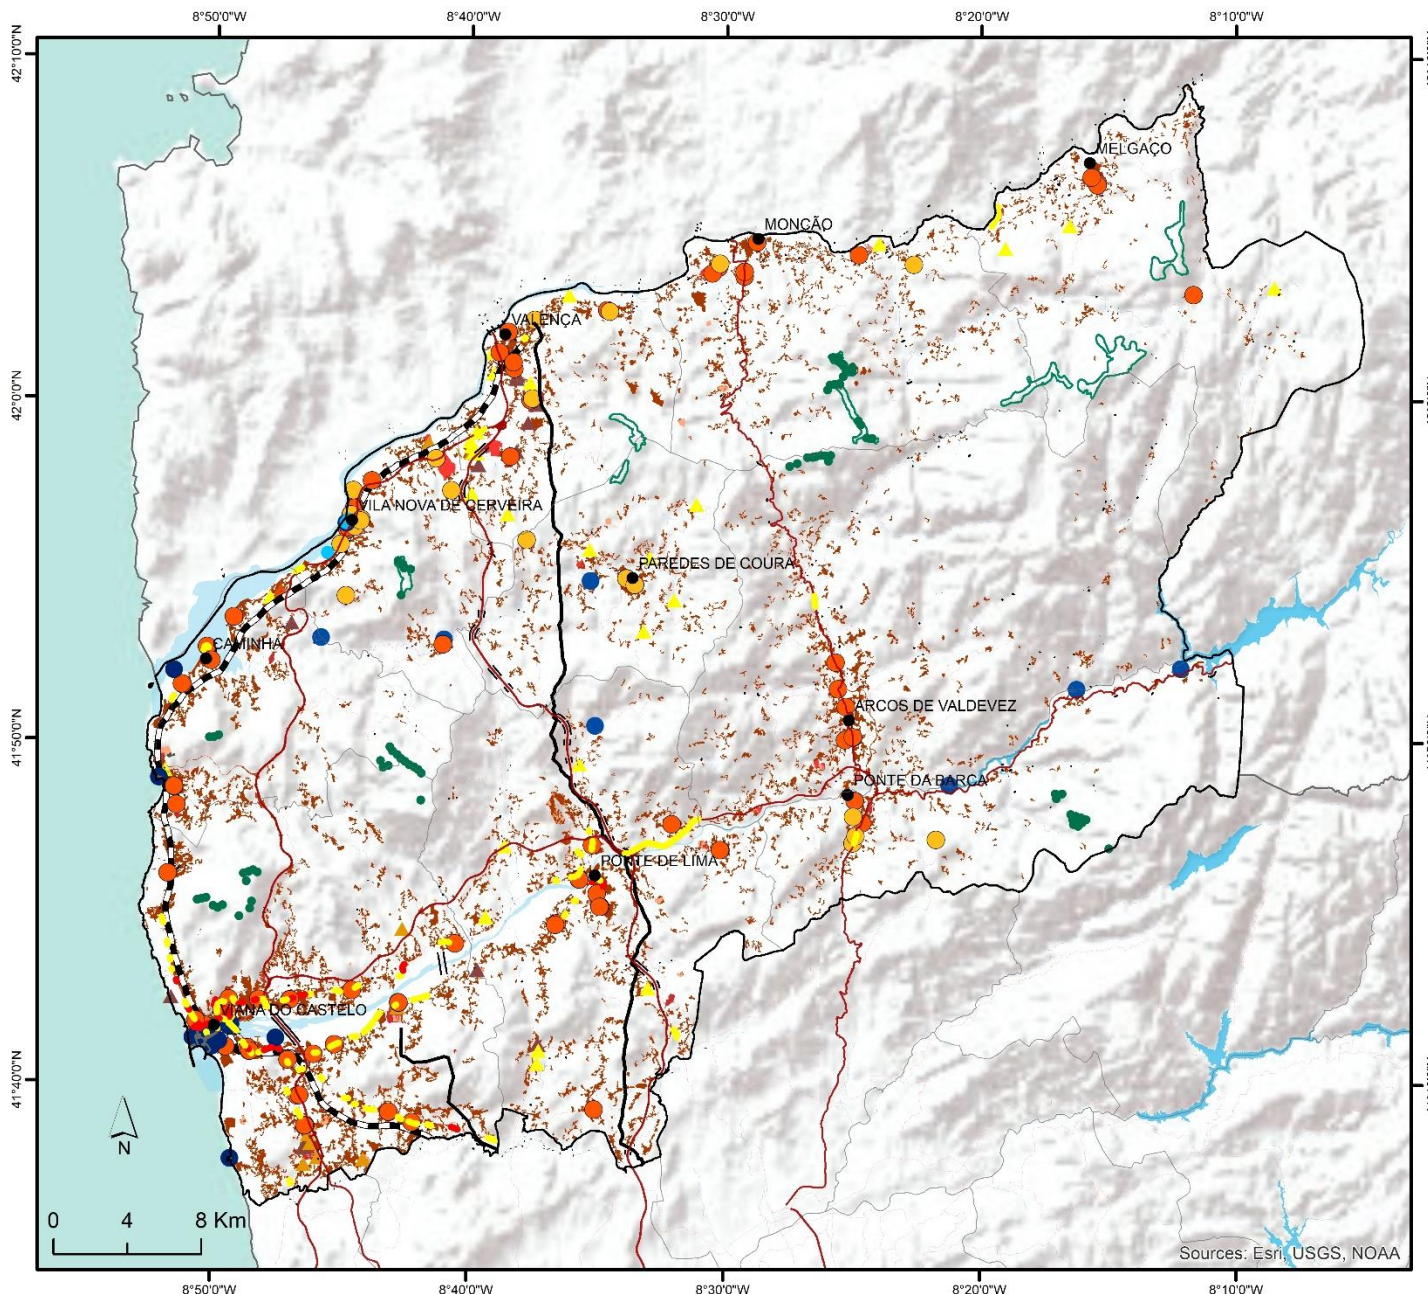 8°50'0"W 8°40'0"W 8°30'0"W 8°20'0"W 8°10'0"W
42°10'0"N
MELGAÇO
MONÇÃO
VALENÇA
42°0'0"N
VILA NOVA DE CERVEIRA
PAREDES DE COURA
CAMINHA
ARCOS DE VALDEVEZ
41°50'0"N
PONTE DA BARCA
PONTE DE LIMA
VIANA DO CASTELO
41°40'0"N
N
0 4 8 Km
Sources: Esri, USGS, NOAA
8°50'0"W 8°40'0"W 8°30'0"W 8°20'0"W 8°10'0"W